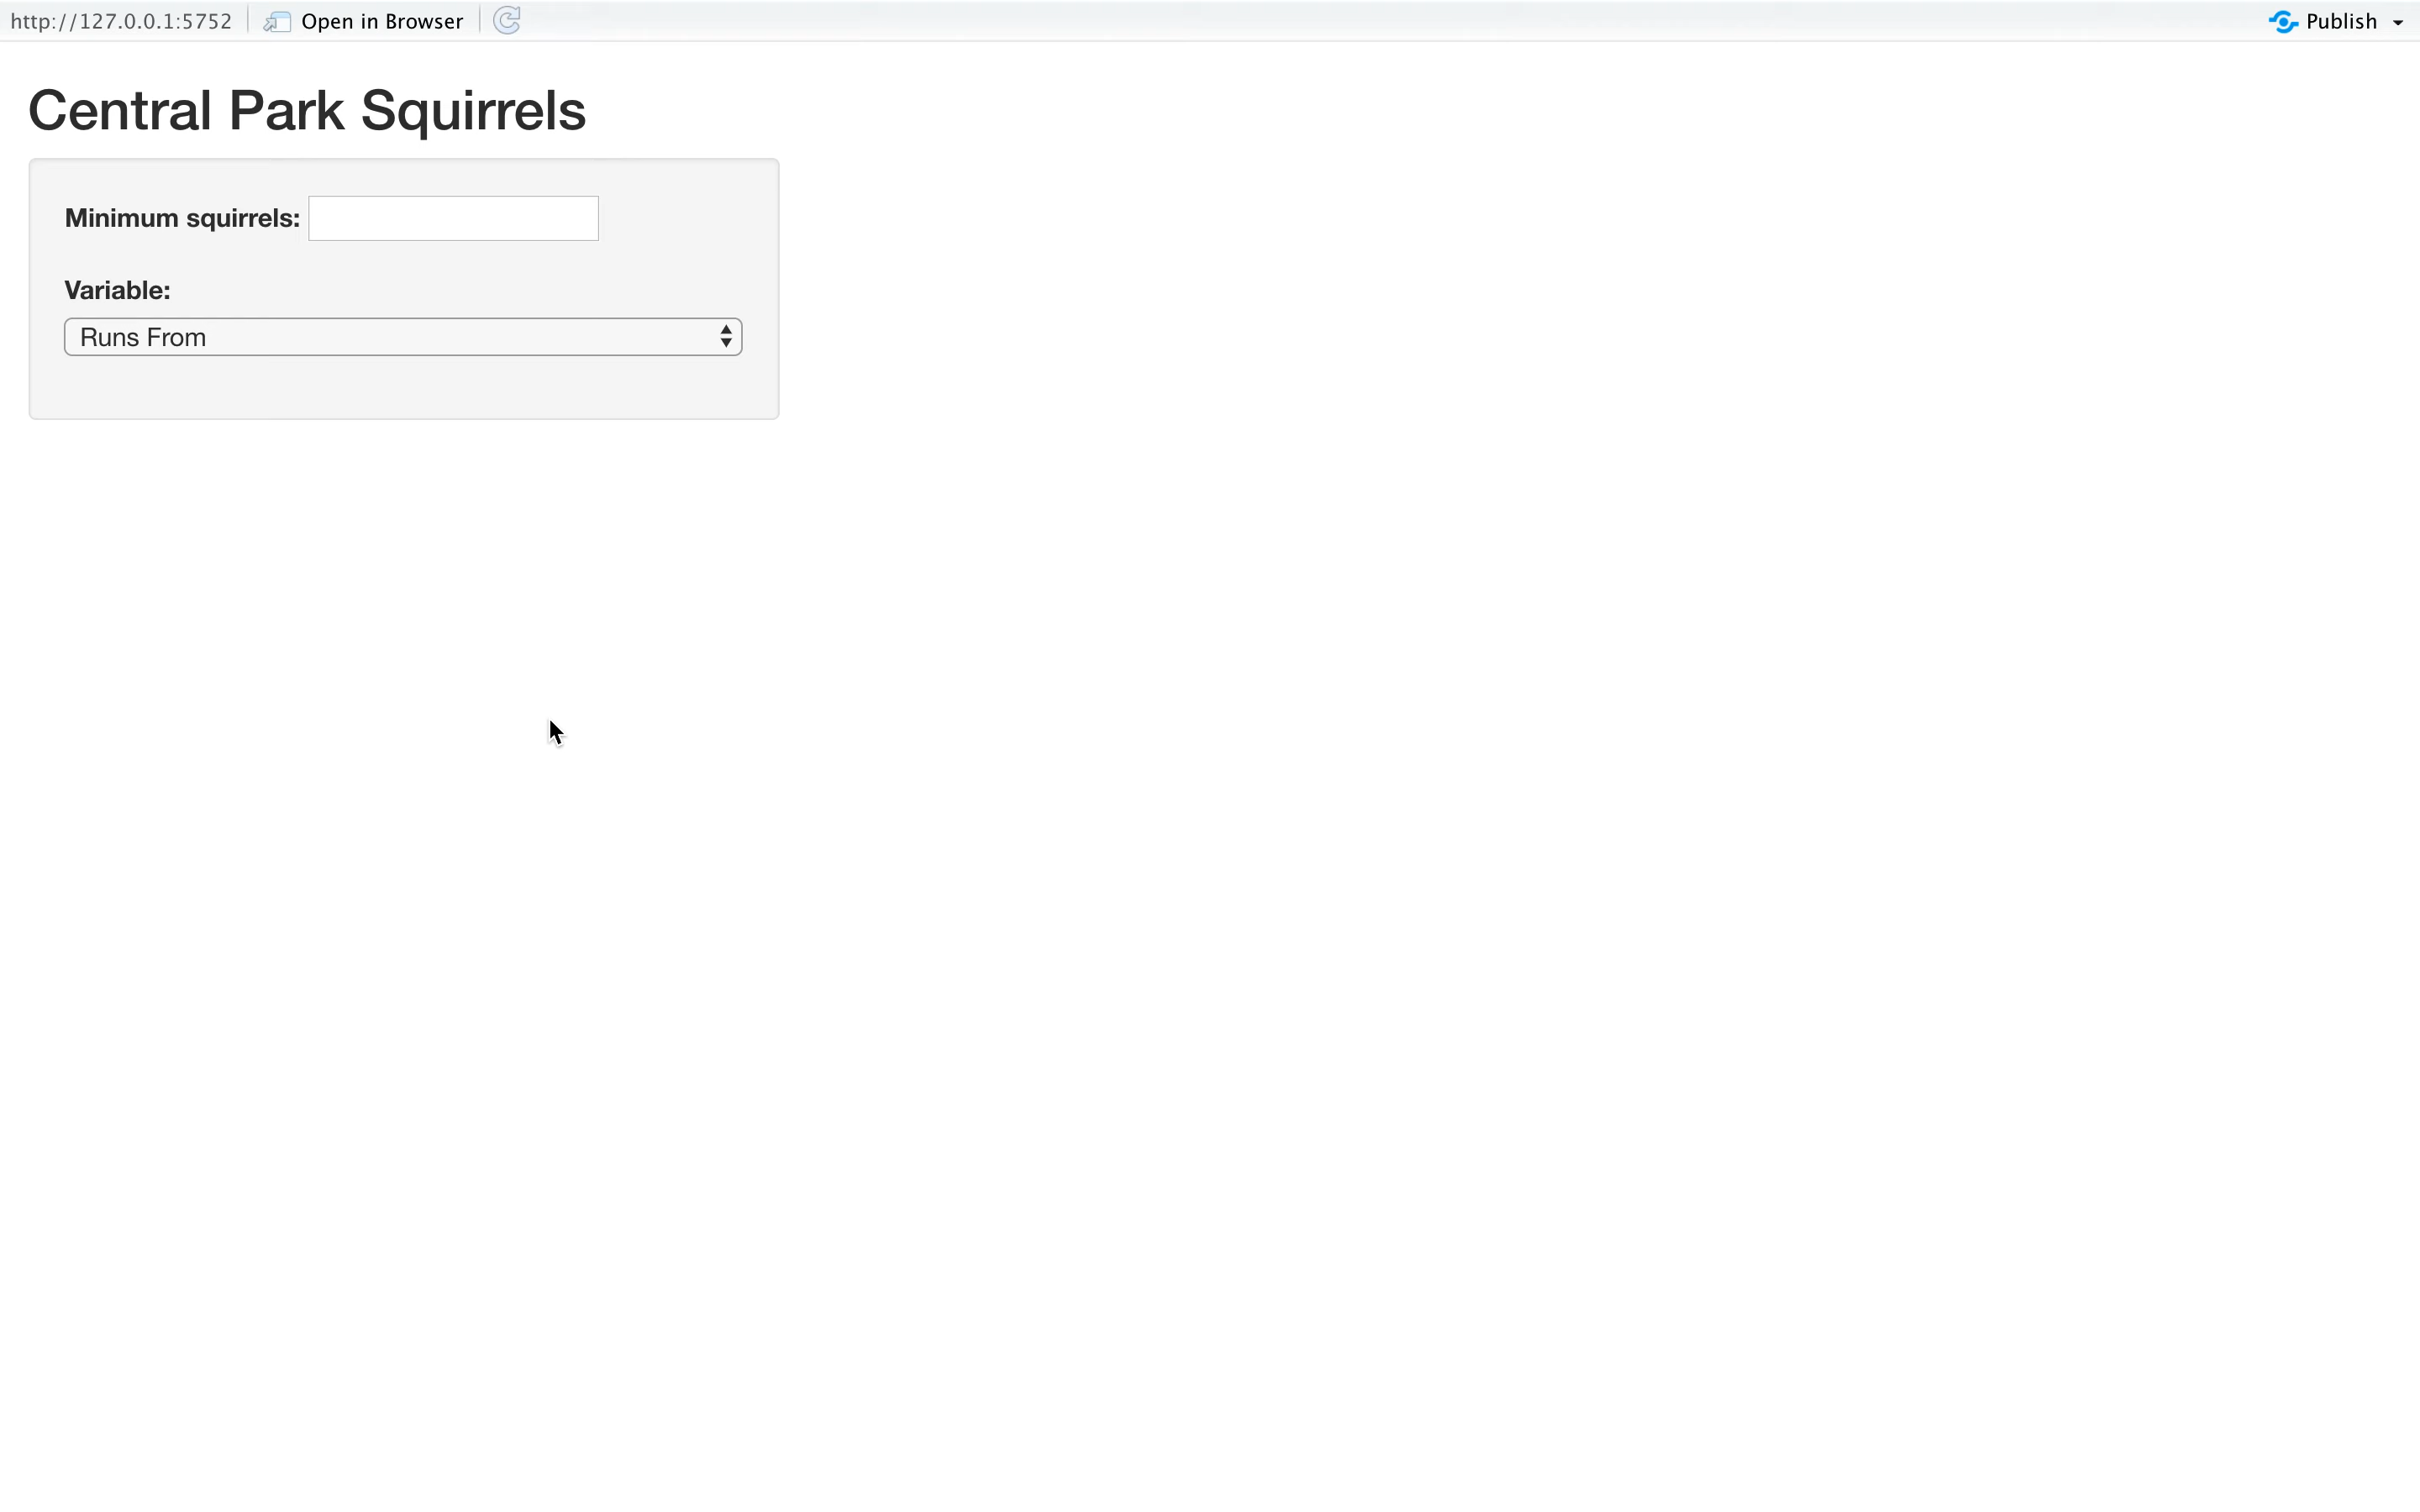 http://127.0.0.1:5752 Open in Browser Publish
Central Park Squirrels
Minimum squirrels:
Variable:
Runs From